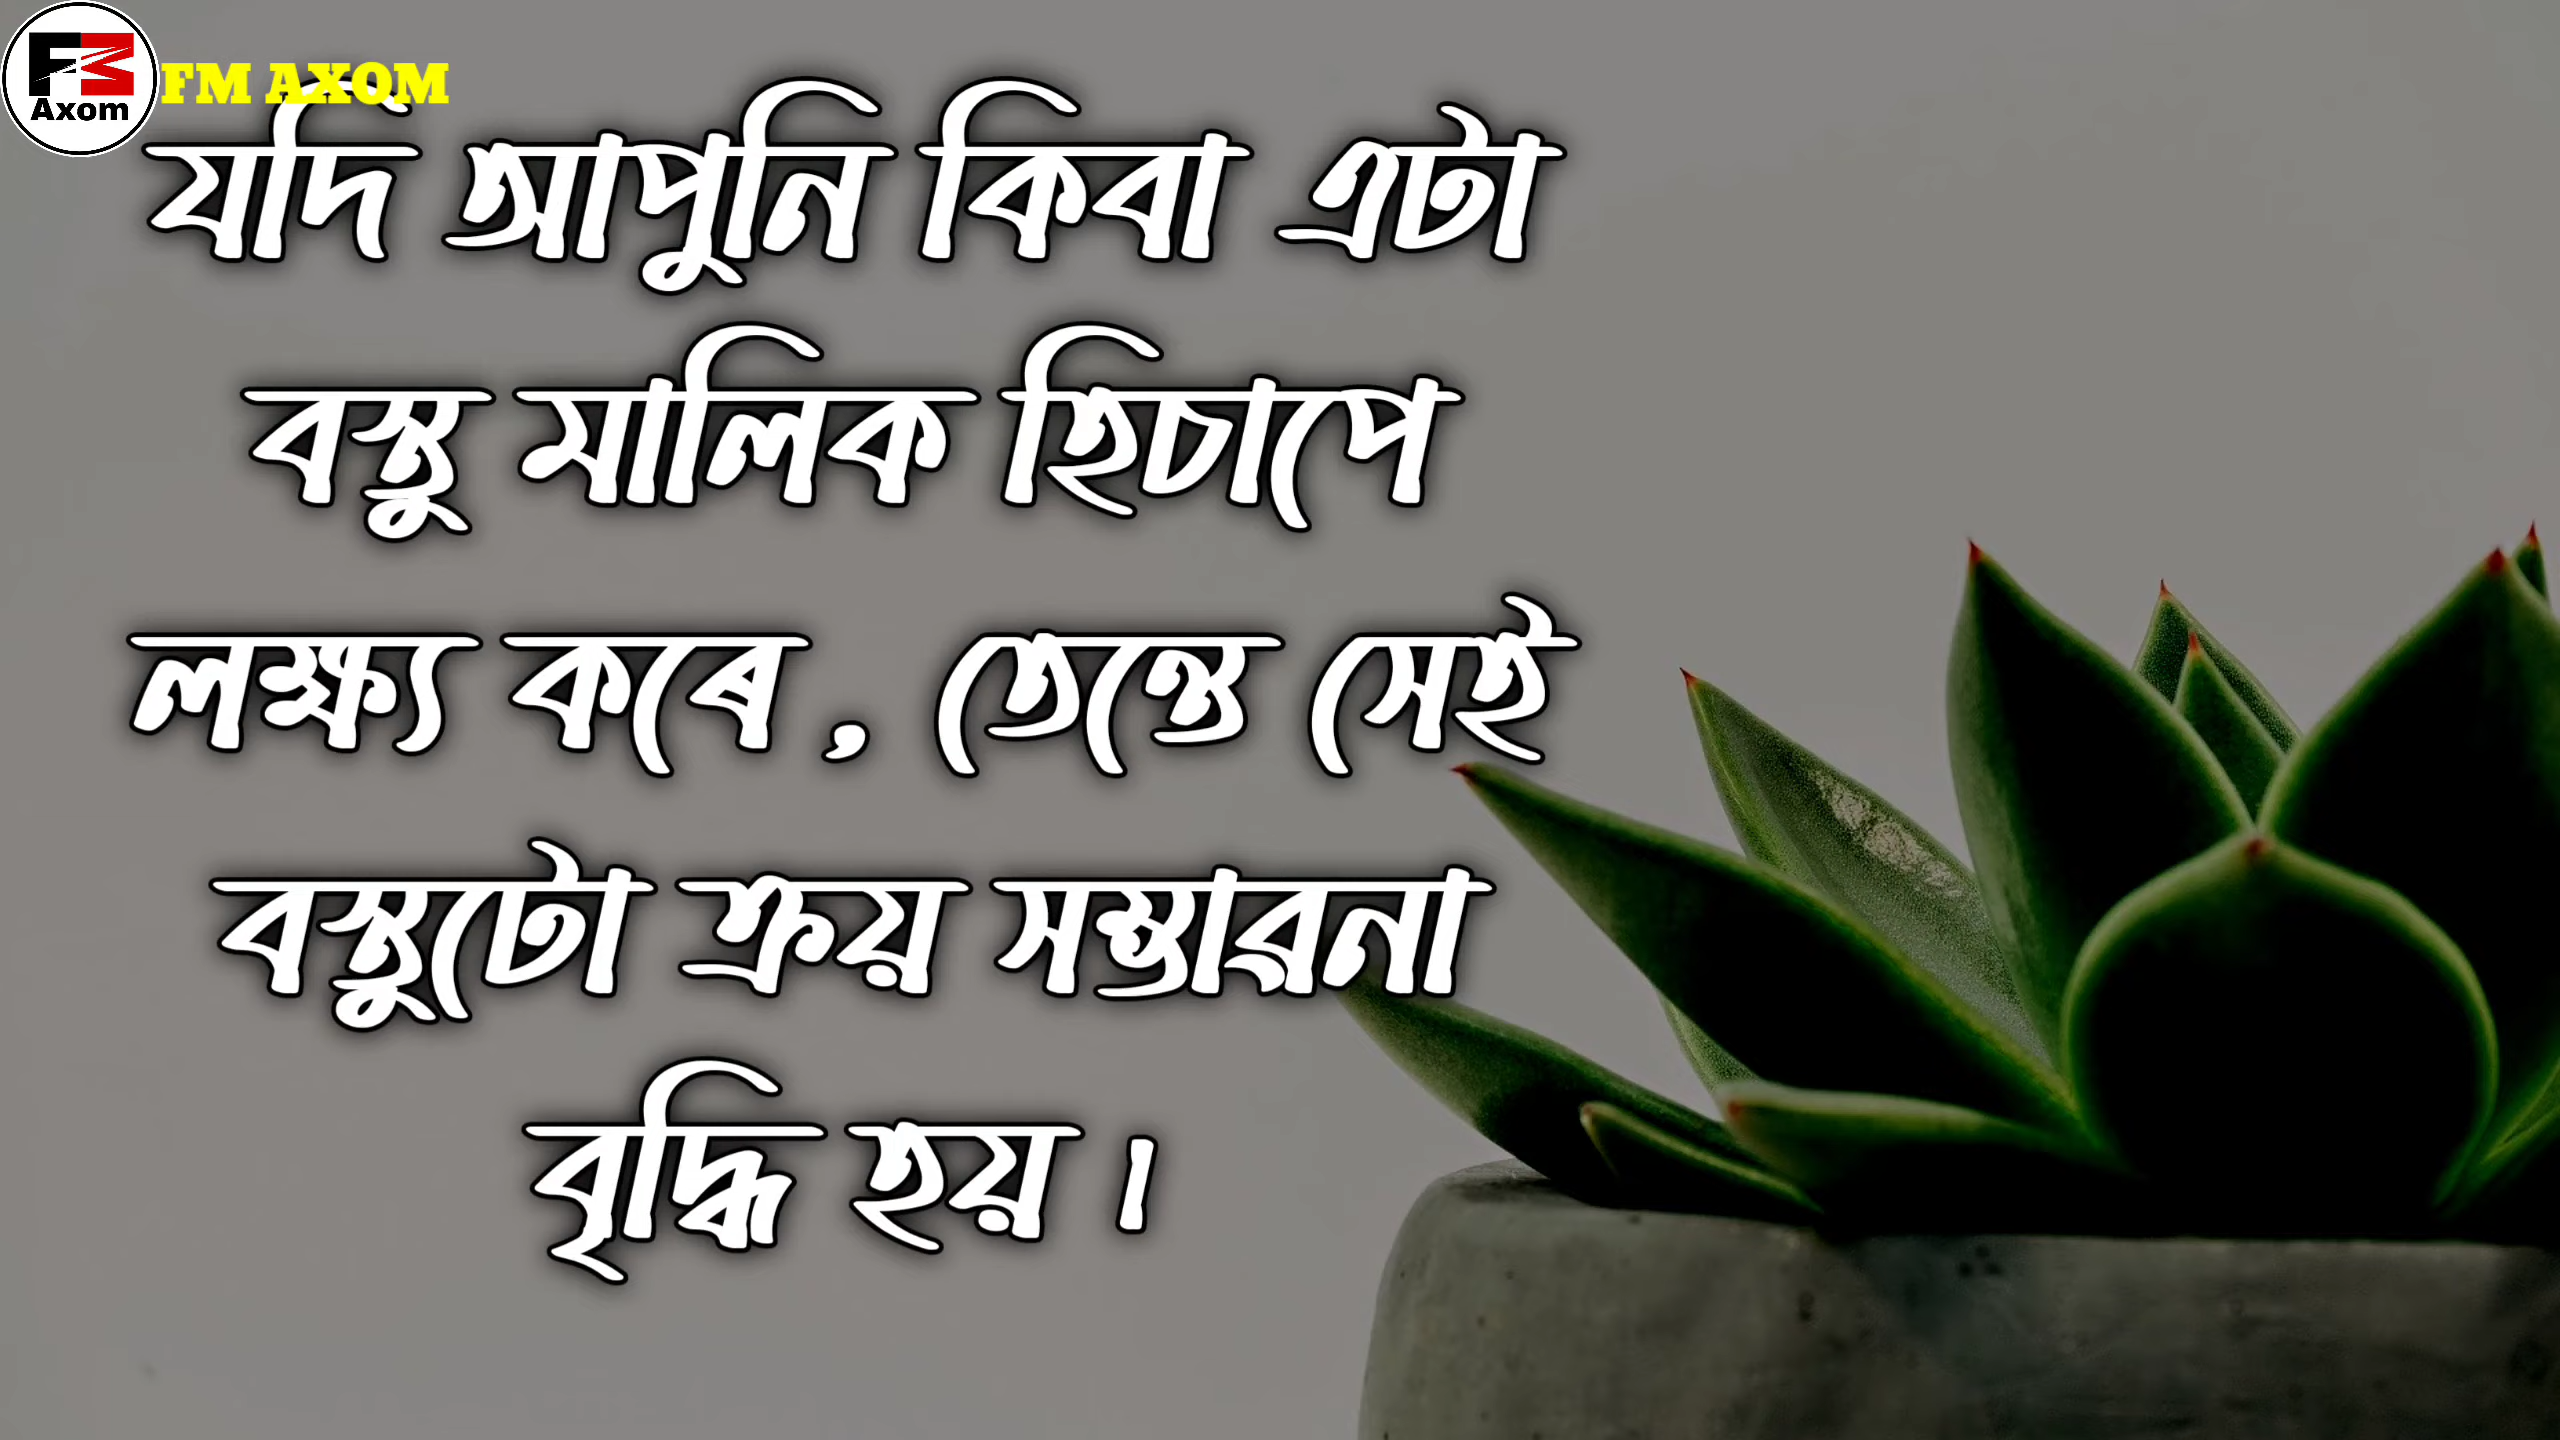 FM AXOM
Axom
যদি আপুনি কিবা এটা
বস্তু মালিক হিচাপে
লক্ষ্য কৰে , তেন্তে সেই
বস্তুটো ক্ৰয় সম্ভাৱনা
বৃদ্ধি হয় ।